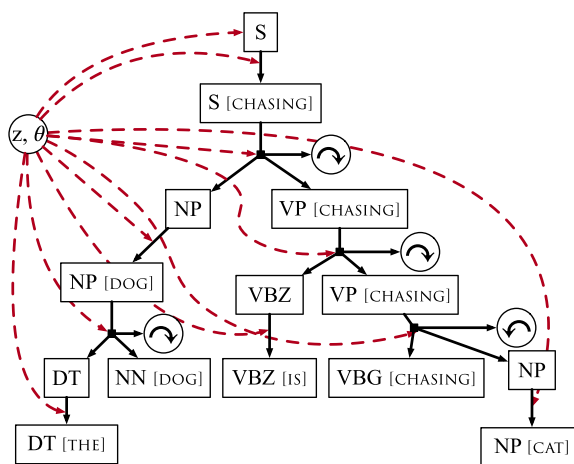 S
S [CHASING]
z, θ
NP
VP [CHASING]
NP [DOG]
VBZ
VP [CHASING]
DT
NN [DOG]
VBZ [IS]
VBG [CHASING]
NP
DT [THE]
NP [CAT]